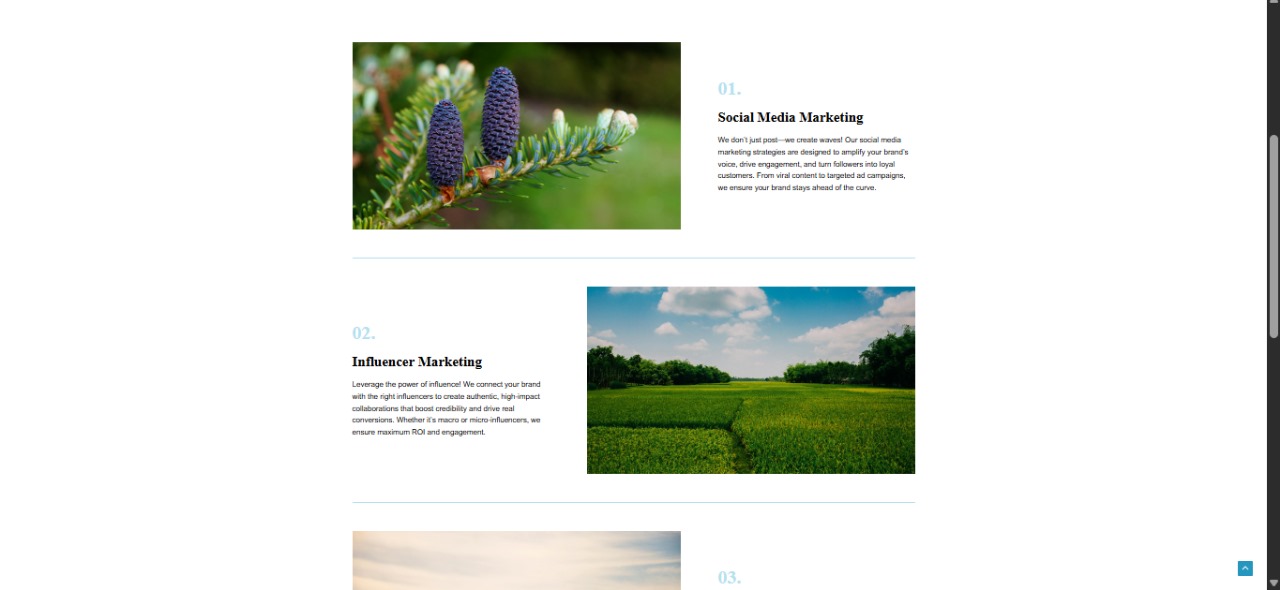 01.
Social Media Marketing
We don't just post—we create waves! Our social media
marketing strategies are designed to amplify your brand's
voice, drive engagement, and turn followers into loyal
customers. From viral content to targeted ad campaigns,
we ensure your brand stays ahead of the curve.
02.
Influencer Marketing
Leverage the power of influence! We connect your brand
with the right influencers to create authentic, high-impact
collaborations that boost credibility and drive real
conversions. Whether it's macro or micro-influencers, we
ensure maximum ROI and engagement.
03.